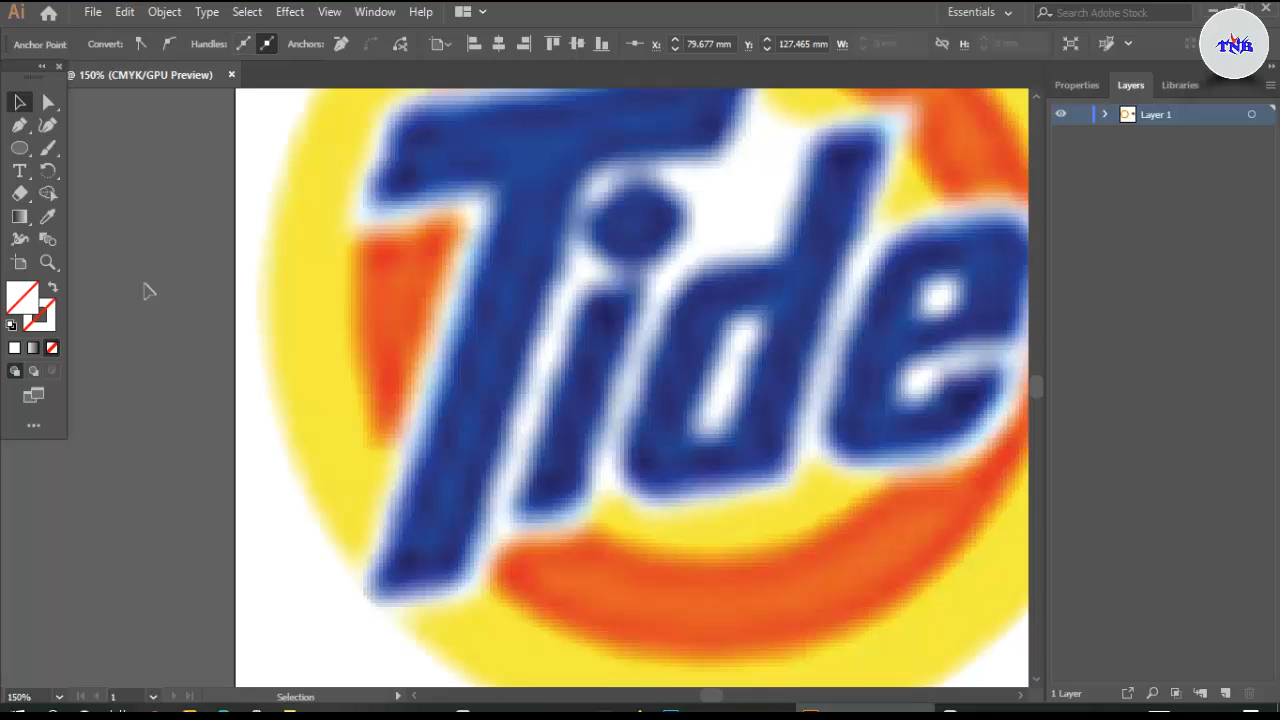 Ai File Edit Object Type Select Effect View Window Help Essentials Search Adobe Stock
Anchor Point Convert: Handles: Anchors: X: 79.677 mm Y: 127.465 mm W: H:
TNR
@ 150% (CMYK/GPU Preview) ×
Properties Layers Libraries
Layer 1
Tide
150% 1 Selection 1 Layer